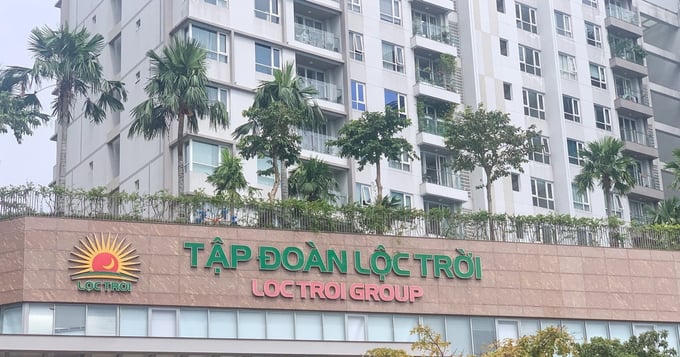 TẬP ĐOÀN LỘC TRỜI
LOC TROI GROUP
LỘC TRỜI